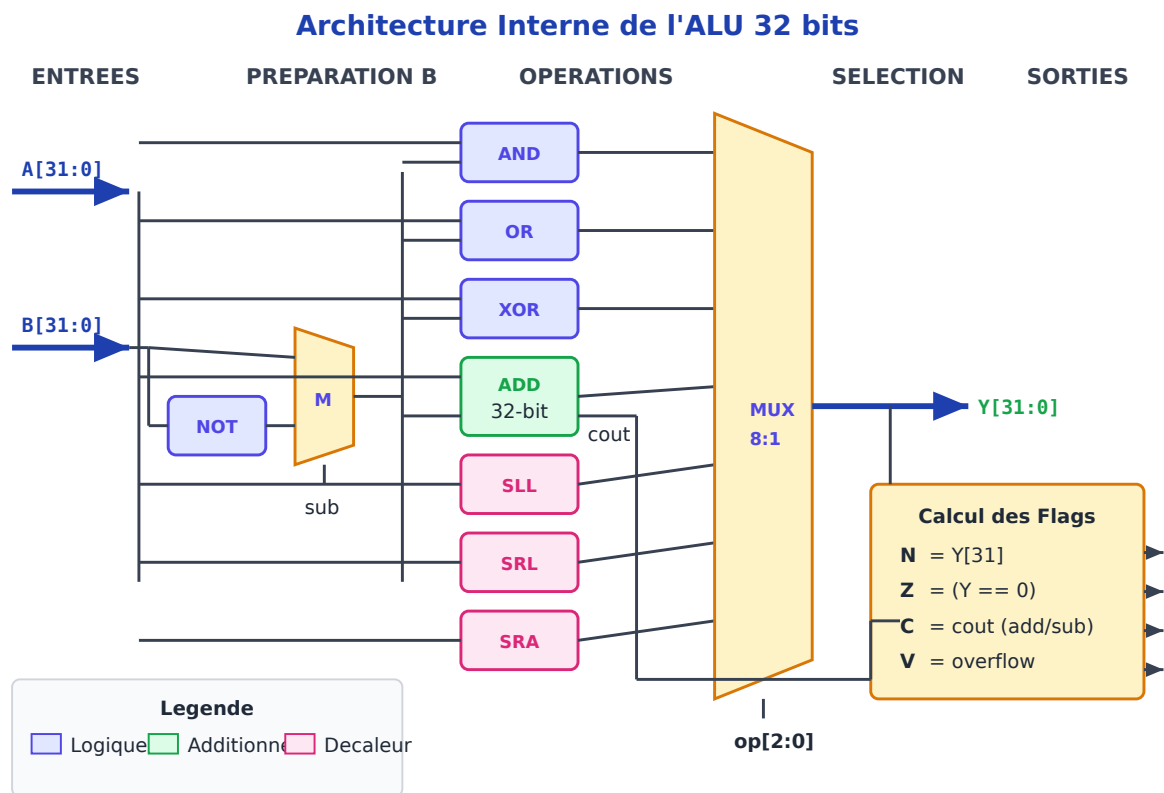 Architecture Interne de l'ALU 32 bits
ENTREES
PREPARATION B
OPERATIONS
SELECTION
SORTIES
A[31:0]
B[31:0]
NOT
M
sub
AND
OR
XOR
ADD
32-bit
cout
SLL
SRL
SRA
MUX
8:1
op[2:0]
Y[31:0]
Calcul des Flags
N = Y[31]
Z = (Y == 0)
C = cout (add/sub)
V = overflow
Legende
Logique
Additionne
Decaleur